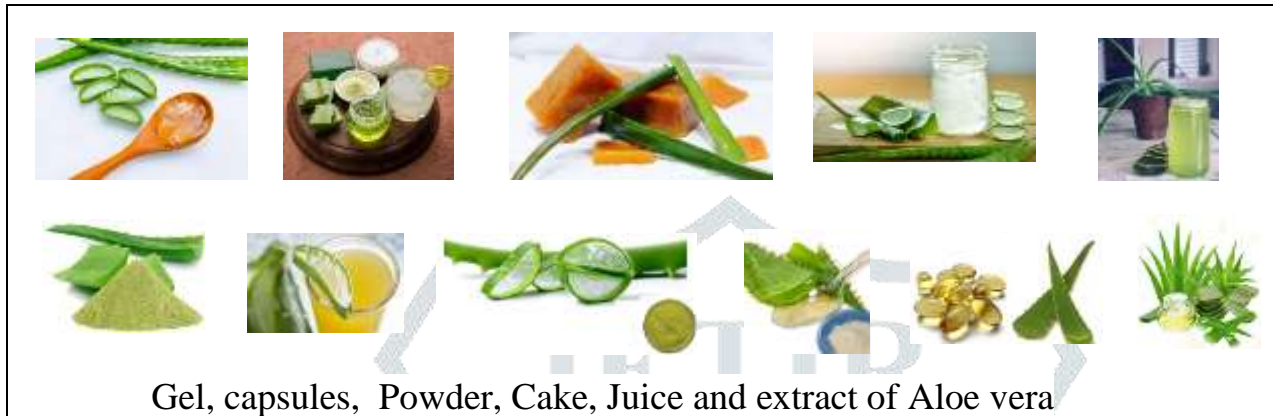 Gel, capsules, Powder, Cake, Juice and extract of Aloe vera